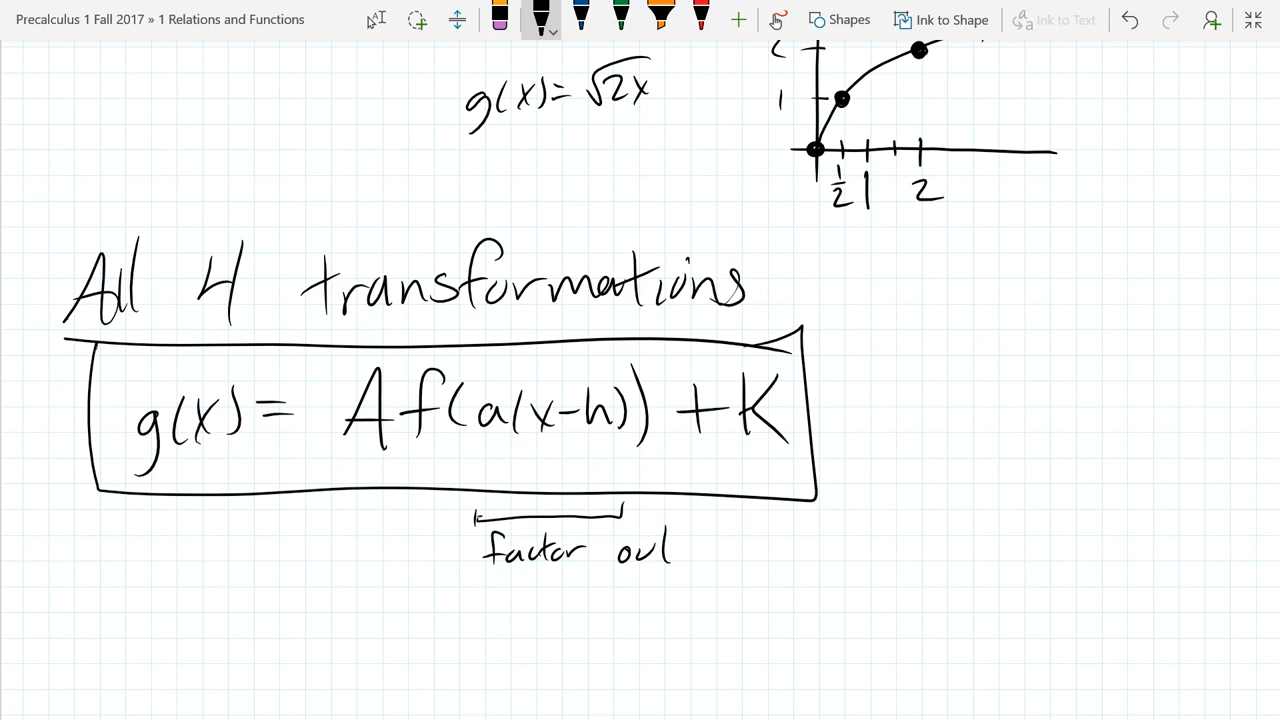 Precalculus 1 Fall 2017 » 1 Relations and Functions
Shapes
Ink to Shape
Ink to Text
g(x)= √2x
2
1
1/2 1 2
All 4 transformations
g(x)= Af(a(x-h)) +K
factor out